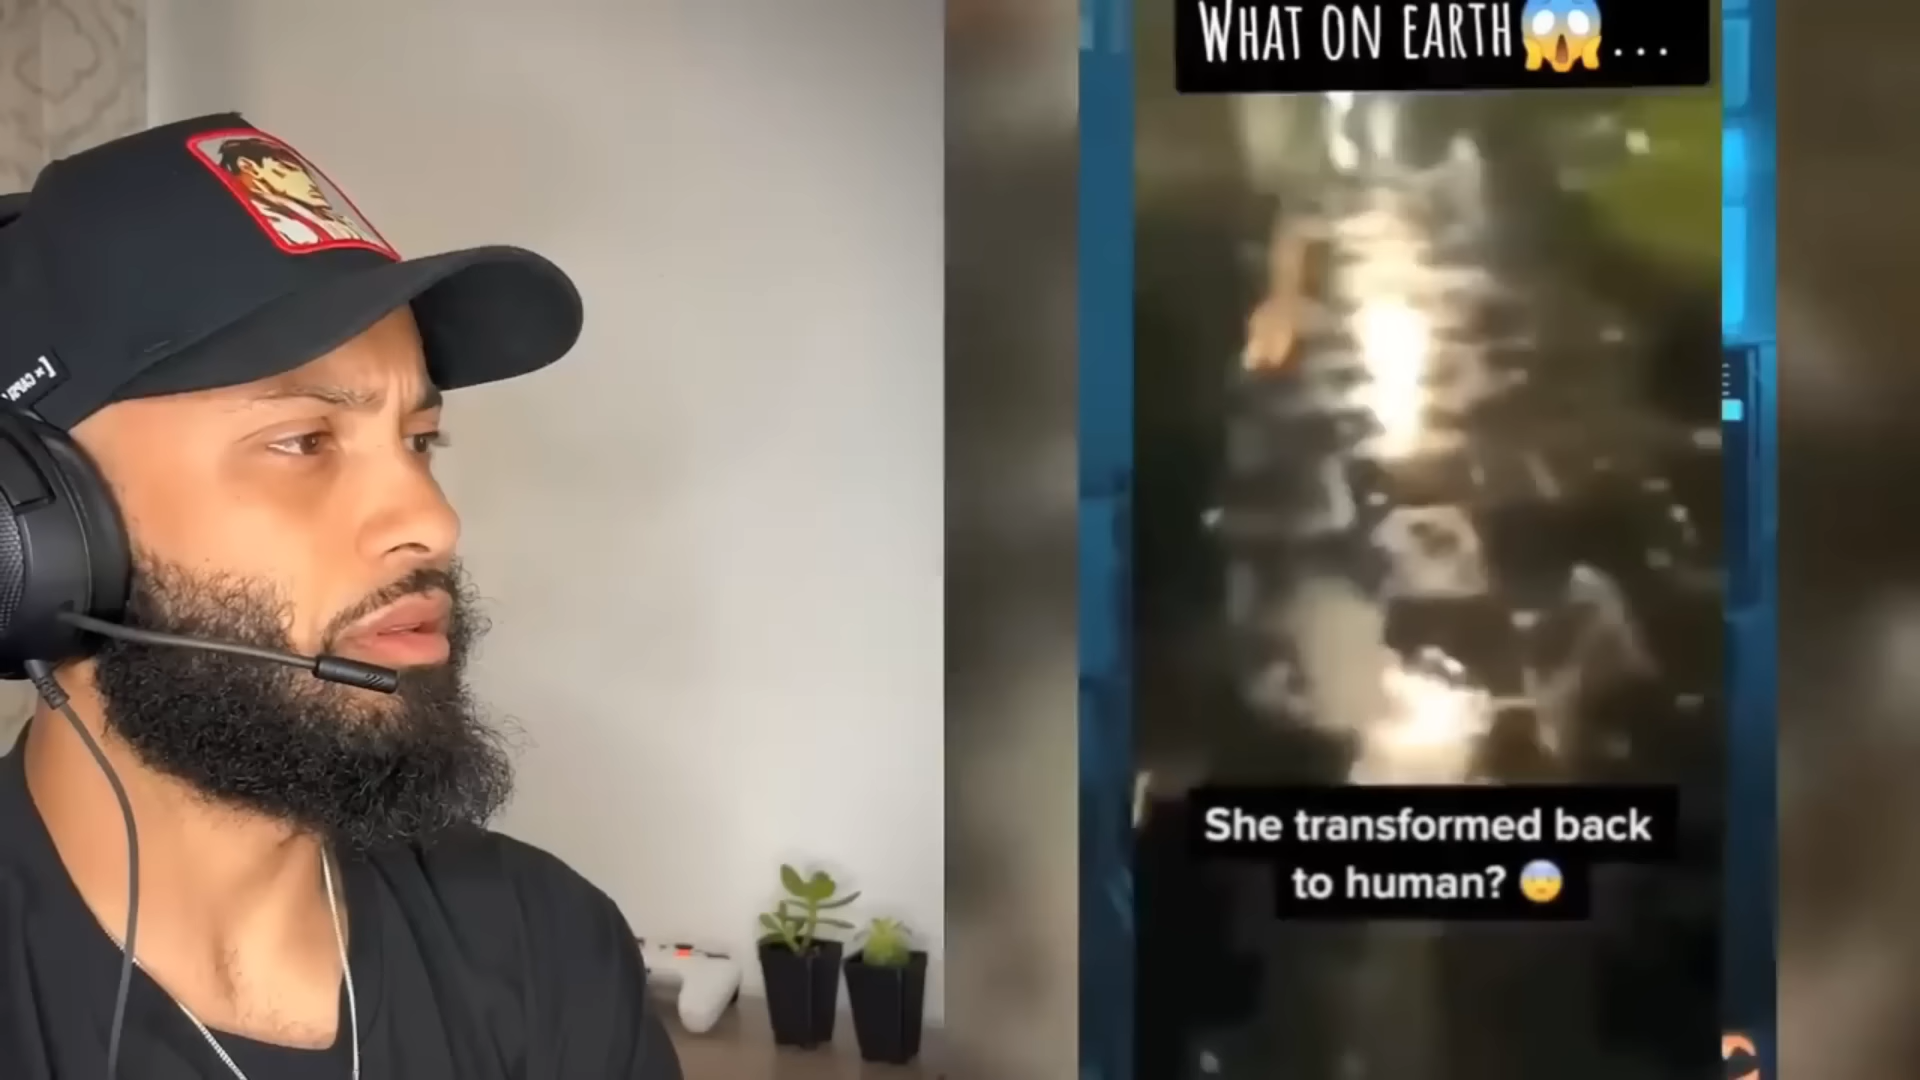 WHAT ON EARTH😱...
She transformed back
to human? 😨